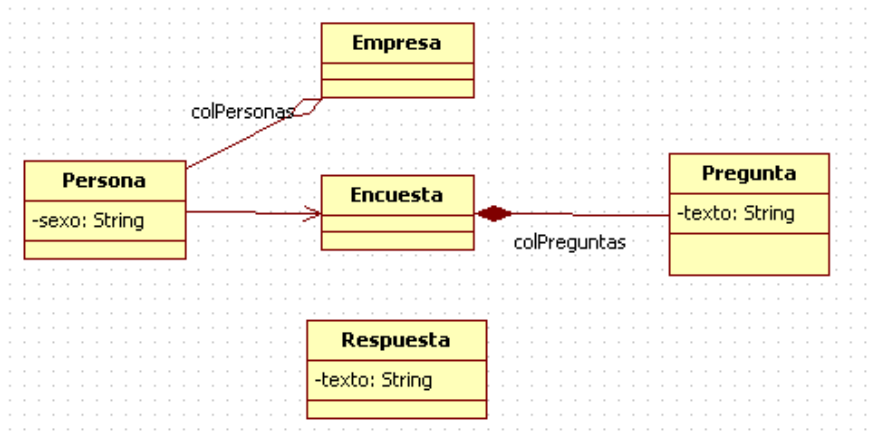 Empresa
colPersonas
Persona
-sexo: String
Encuesta
Pregunta
-texto: String
colPreguntas
Respuesta
-texto: String